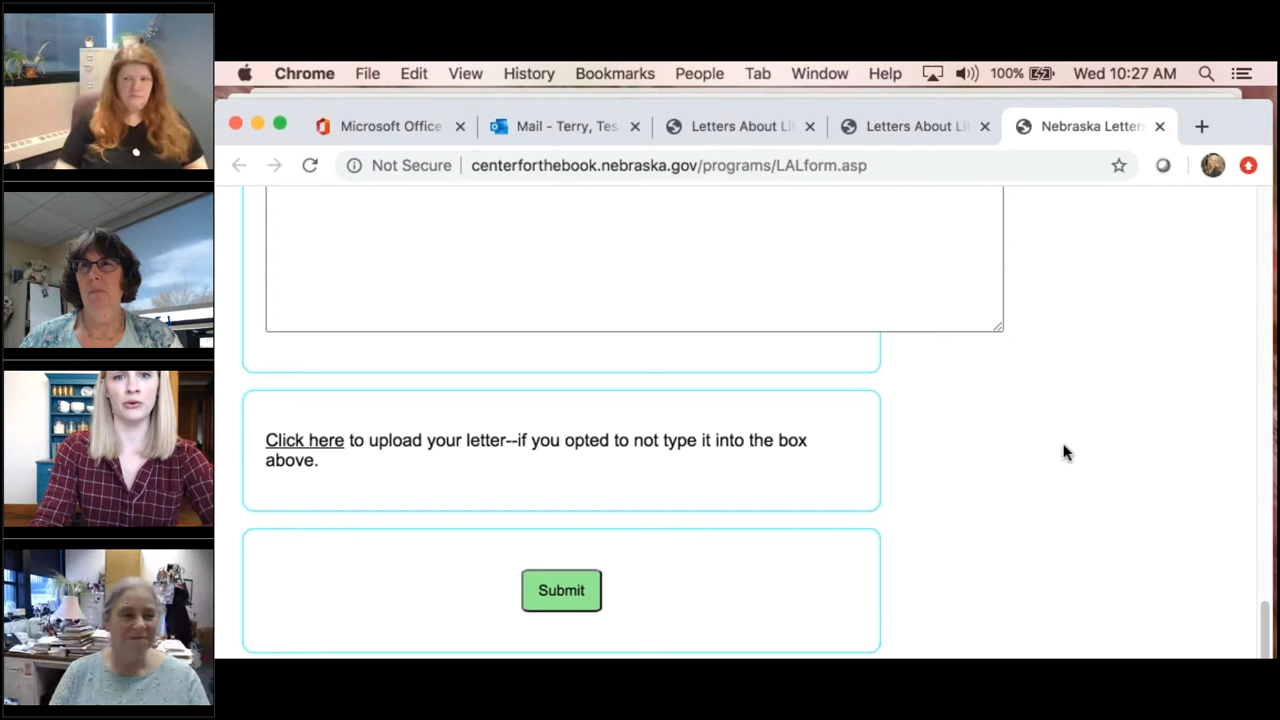 Chrome File Edit View History Bookmarks People Tab Window Help 100% Wed 10:27 AM
Microsoft Office Mail - Terry, Tes Letters About Li Letters About Li Nebraska Letter
Not Secure centerforthebook.nebraska.gov/programs/LALform.asp
Click here to upload your letter--if you opted to not type it into the box
above.
Submit